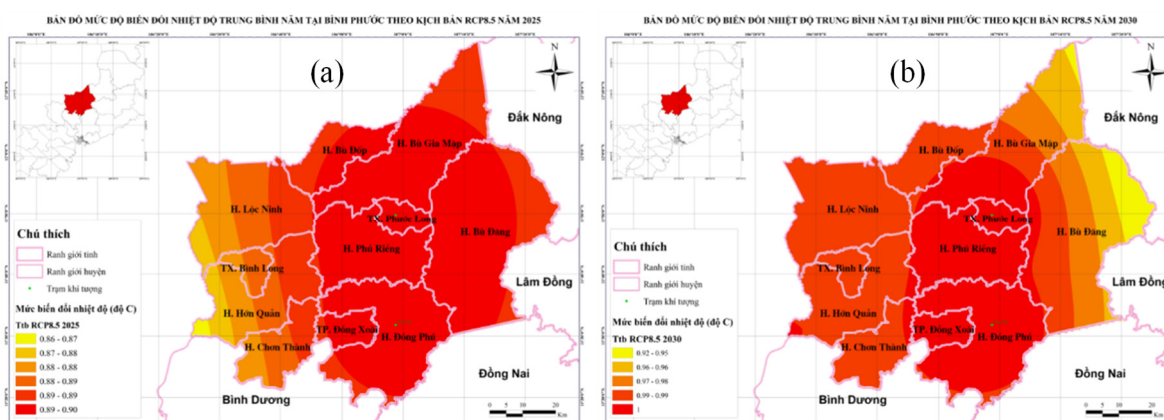 BẢN ĐỒ MỨC ĐỘ BIẾN ĐỔI NHIỆT ĐỘ TRUNG BÌNH NĂM TẠI BÌNH PHƯỚC THEO KỊCH BẢN RCP8.5 NĂM 2025
(a)
N
Đắk Nông
H. Bù Đốp
H. Bù Gia Mập
H. Lộc Ninh
TX. Phước Long
H. Bù Đăng
H. Phú Riềng
TX. Bình Long
Lâm Đồng
H. Hớn Quản
TP. Đồng Xoài
H. Đồng Phú
H. Chơn Thành
Đồng Nai
Bình Dương
Chú thích
Ranh giới tỉnh
Ranh giới huyện
Trạm khí tượng
Mức biến đổi nhiệt độ (độ C)
Ttb RCP8.5 2025
0.86 - 0.87
0.87 - 0.88
0.88 - 0.88
0.88 - 0.89
0.89 - 0.89
0.89 - 0.90
0 5 10 20
Km
BẢN ĐỒ MỨC ĐỘ BIẾN ĐỔI NHIỆT ĐỘ TRUNG BÌNH NĂM TẠI BÌNH PHƯỚC THEO KỊCH BẢN RCP8.5 NĂM 2030
(b)
N
Đắk Nông
H. Bù Đốp
H. Bù Gia Mập
H. Lộc Ninh
TX. Phước Long
H. Bù Đăng
H. Phú Riềng
TX. Bình Long
Lâm Đồng
H. Hớn Quản
TP. Đồng Xoài
H. Đồng Phú
H. Chơn Thành
Đồng Nai
Bình Dương
Chú thích
Ranh giới tỉnh
Ranh giới huyện
Trạm khí tượng
Mức biến đổi nhiệt độ (độ C)
Ttb RCP8.5 2030
0.92 - 0.95
0.96 - 0.96
0.97 - 0.98
0.99 - 0.99
1
0 5 10 20
Km